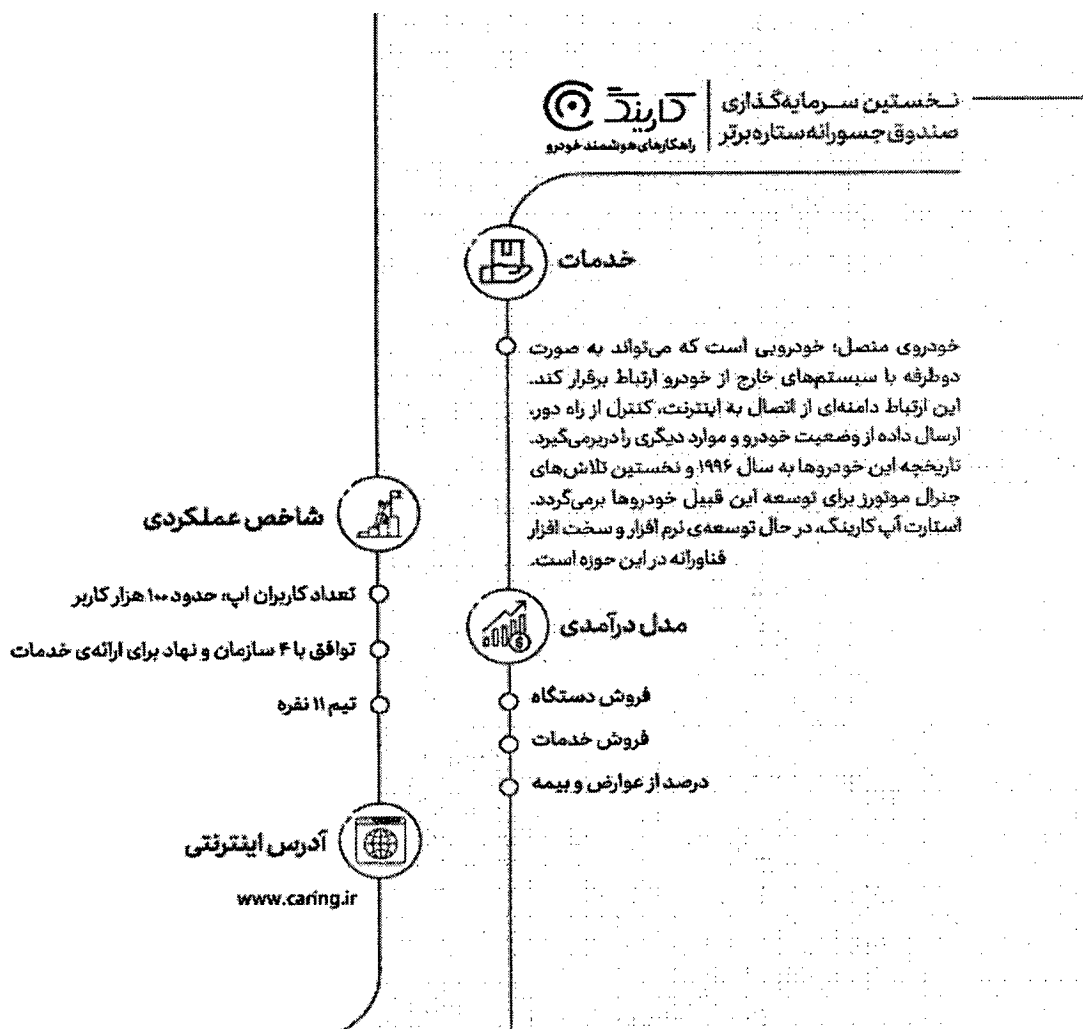 نخستین سرمایه‌گذاری
صندوق جسورانه ستاره برتر
کارینگ
راهکارهای هوشمند خودرو
خدمات
خودروی متصل؛ خودرویی است که می‌تواند به صورت
دوطرفه با سیستم‌های خارج از خودرو ارتباط برقرار کند.
این ارتباط دامنه‌ای از اتصال به اینترنت، کنترل از راه دور،
ارسال داده از وضعیت خودرو و موارد دیگری را دربرمی‌گیرد.
تاریخچه این خودروها به سال ۱۹۹۶ و نخستین تلاش‌های
جنرال موتورز برای توسعه این قبیل خودروها برمی‌گردد.
استارت آپ کارینگ، در حال توسعه‌ی نرم افزار و سخت افزار
فناورانه در این حوزه است.
مدل درآمدی
فروش دستگاه
فروش خدمات
درصد از عوارض و بیمه
شاخص عملکردی
تعداد کاربران اپ؛ حدود ۱۰۰ هزار کاربر
توافق با ۴ سازمان و نهاد برای ارائه‌ی خدمات
تیم ۱۱ نفره
آدرس اینترنتی
www.caring.ir